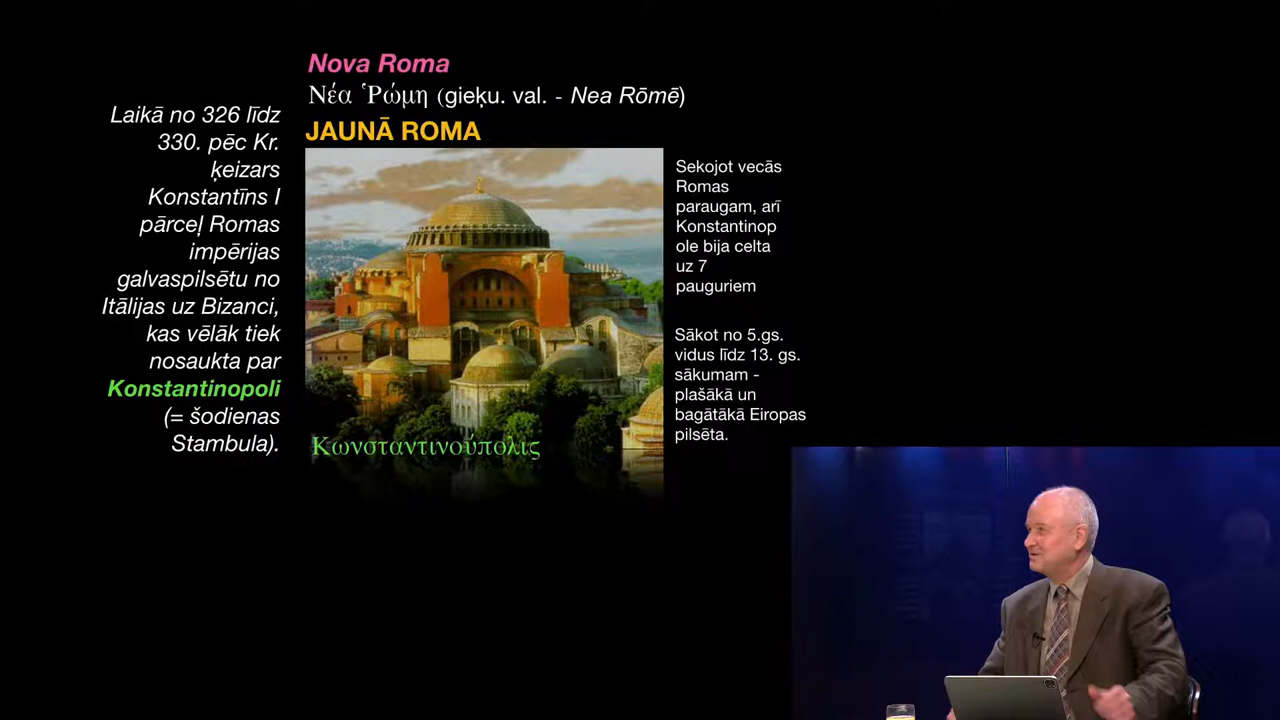 Nova Roma
Νέα Ῥώμη (gieķu. val. - Nea Rōmē)
JAUNĀ ROMA
Laikā no 326 līdz
330. pēc Kr.
ķeizars
Konstantīns I
pārceļ Romas
impērijas
galvaspilsētu no
Itālijas uz Bizanci,
kas vēlāk tiek
nosaukta par
Konstantinopoli
(= šodienas
Stambula).
Κωνσταντινούπολις
Sekojot vecās
Romas
paraugam, arī
Konstantinop
ole bija celta
uz 7
pauguriem
Sākot no 5.gs.
vidus līdz 13. gs.
sākumam -
plašākā un
bagātākā Eiropas
pilsēta.